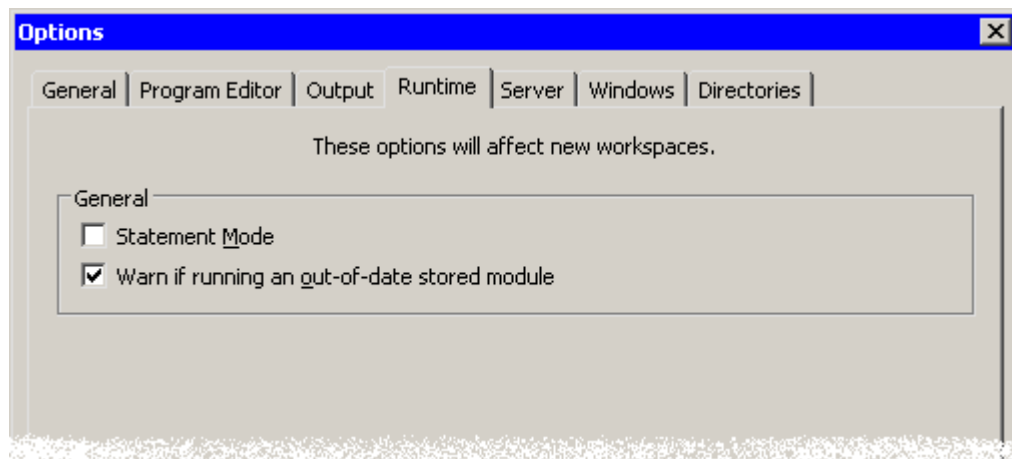 Options
General Program Editor Output Runtime Server Windows Directories
These options will affect new workspaces.
General
Statement Mode
Warn if running an out-of-date stored module